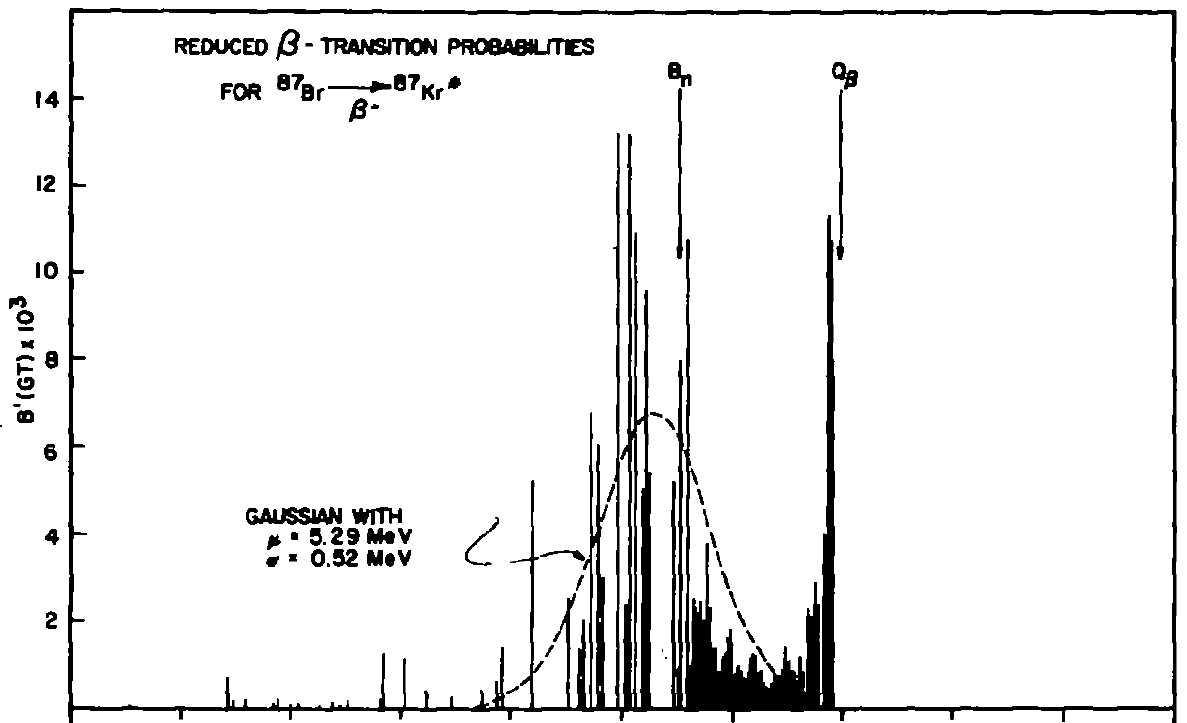 REDUCED β- TRANSITION PROBABILITIES
FOR ⁸⁷Br → ⁸⁷Kr*
β-
Bn
Qβ
14
12
10
8
6
4
2
B'(GT) x 10³
GAUSSIAN WITH
μ = 5.29 MeV
σ = 0.52 MeV